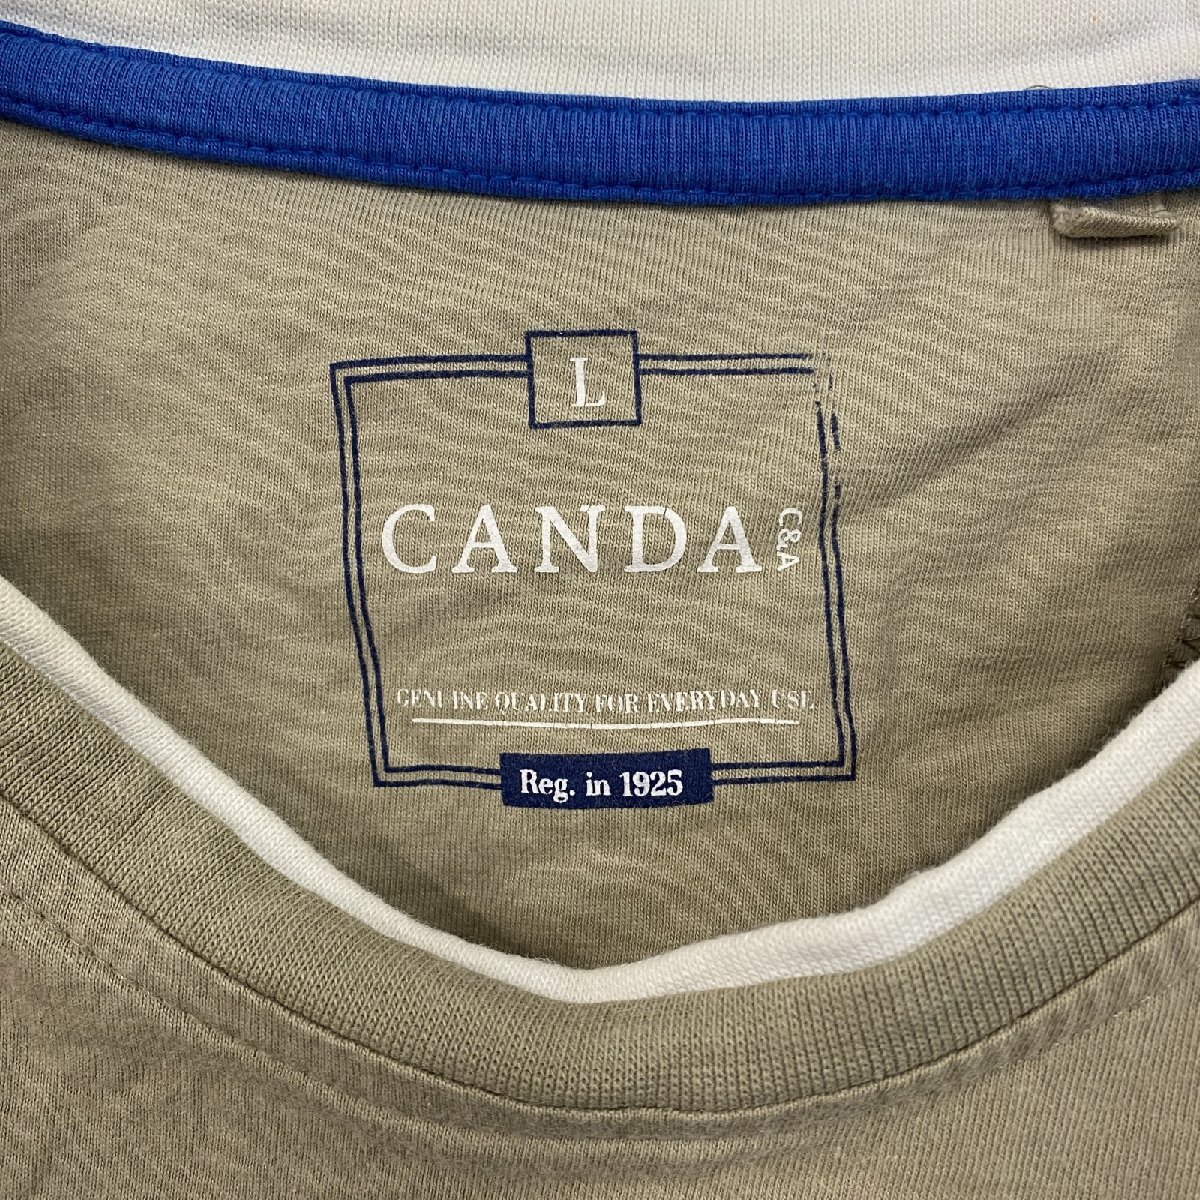 L
CANDA C&A
GENUINE QUALITY FOR EVERYDAY USE
Reg. in 1925